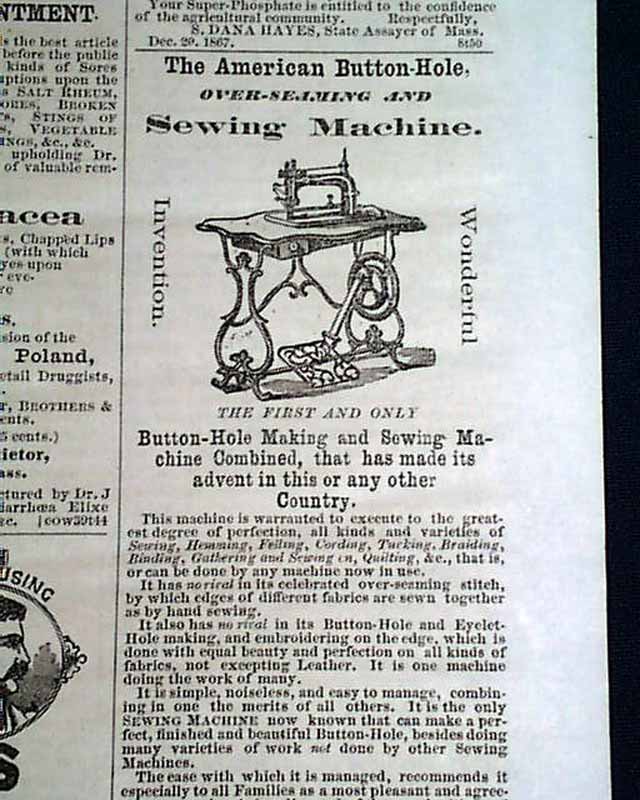 NTMENT.
is the best article
before the public
kinds of Sores
uptions upon the
s SALT RHEUM,
ORES, BROKEN
s, STINGS OF
S, VEGETABLE
NGS, &c., &c.
upholding Dr.
of valuable rem-
acea
s, Chapped Lips
(with which
yes upon
eye-
sion of the
Poland,
etail Druggists,
r, BROTHERS &
ents.
5 cents.)
ietor,
ass.
ctured by Dr. J
iarrhœa Elixe
&c. 1cow39t44
USING
S
Your Super-Phosphate is entitled to the confidence
of the agricultural community. Respectfully,
S. DANA HAYES, State Assayer of Mass.
Dec. 29, 1867. 8t50
The American Button-Hole,
OVER-SEAMING AND
Sewing Machine.
Invention.
Wonderful
THE FIRST AND ONLY
Button-Hole Making and Sewing Ma-
chine Combined, that has made its
advent in this or any other
Country.
This machine is warranted to execute to the great-
est degree of perfection, all kinds and varieties of
Sewing, Hemming, Felling, Cording, Tucking, Braiding,
Binding, Gathering and Sewing on, Quilting, &c., that is,
or can be done by any machine now in use.
It has no rival in its celebrated over-seaming stitch,
by which edges of different fabrics are sewn together
as by hand sewing.
It also has no rival in its Button-Hole and Eyelet-
Hole making, and embroidering on the edge, which is
done with equal beauty and perfection on all kinds of
fabrics, not excepting Leather. It is one machine
doing the work of many.
It is simple, noiseless, and easy to manage, combin-
ing in one the merits of all others. It is the only
SEWING MACHINE now known that can make a per-
fect, finished and beautiful Button-Hole, besides doing
many varieties of work not done by other Sewing
Machines.
The ease with which it is managed, recommends it
especially to all Families as a most pleasant and agree-